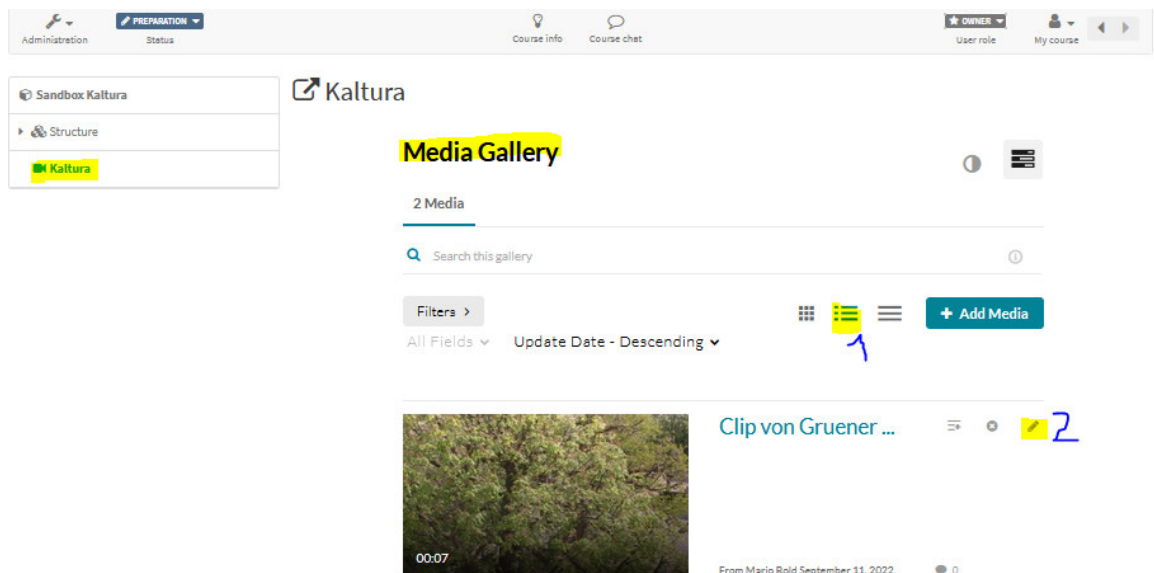 PREPARATION
OWNER
Administration Status Course info Course chat User role My course
Sandbox Kaltura
Kaltura
Structure
Kaltura
Media Gallery
2 Media
Search this gallery
Filters
+ Add Media
All Fields Update Date - Descending
1
Clip von Gruener ...
2
00:07
From Mario Bold September 11, 2022 0